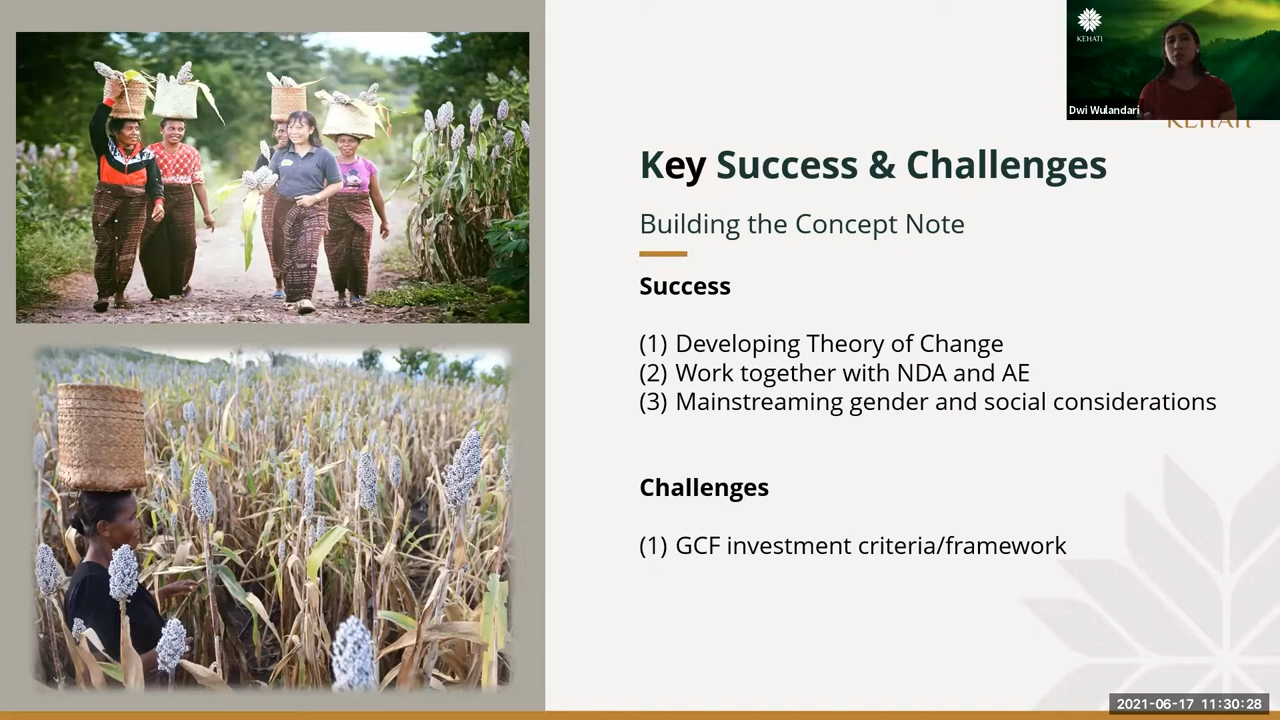 KEHATI
Dwi Wulandari
KEHATI
Key Success & Challenges
Building the Concept Note
Success
(1) Developing Theory of Change
(2) Work together with NDA and AE
(3) Mainstreaming gender and social considerations
Challenges
(1) GCF investment criteria/framework
2021-06-17 11:30:28